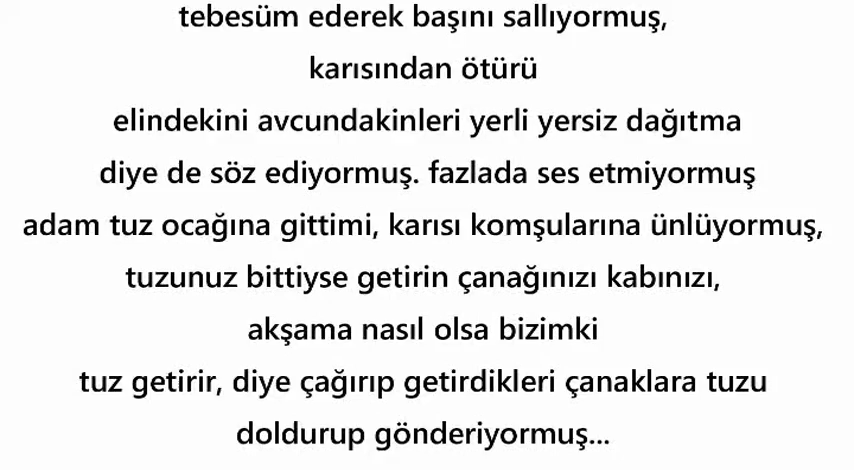 tebesüm ederek başını sallıyormuş,
karısından ötürü
elindekini avcundakinleri yerli yersiz dağıtma
diye de söz ediyormuş. fazlada ses etmiyormuş
adam tuz ocağına gittimi, karısı komşularına ünlüyormuş,
tuzunuz bittiyse getirin çanağınızı kabınızı,
akşama nasıl olsa bizimki
tuz getirir, diye çağırıp getirdikleri çanaklara tuzu
doldurup gönderiyormuş...